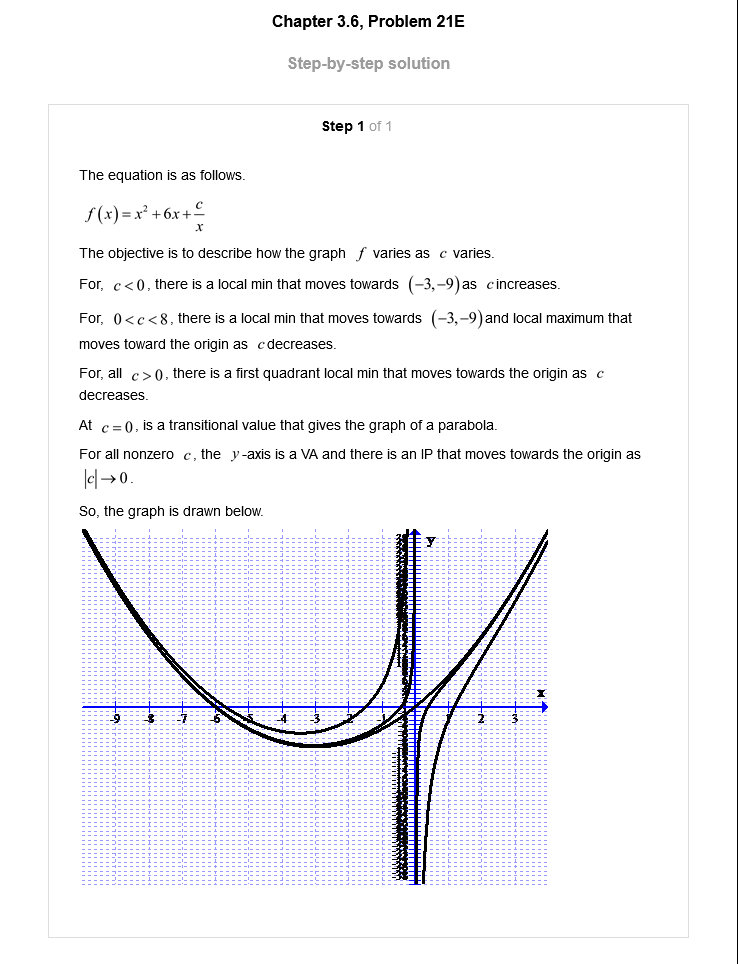 Chapter 3.6, Problem 21E
Step-by-step solution
Step 1 of 1
The equation is as follows.
f(x) = x² + 6x + c/x
The objective is to describe how the graph f varies as c varies.
For, c < 0, there is a local min that moves towards (−3,−9) as c increases.
For, 0 < c < 8, there is a local min that moves towards (−3,−9) and local maximum that
moves toward the origin as c decreases.
For, all c > 0, there is a first quadrant local min that moves towards the origin as c
decreases.
At c = 0, is a transitional value that gives the graph of a parabola.
For all nonzero c, the y-axis is a VA and there is an IP that moves towards the origin as
|c| → 0.
So, the graph is drawn below.
y
x
-9 -8 -7 -6 -5 -4 -3 -2 1 2 3